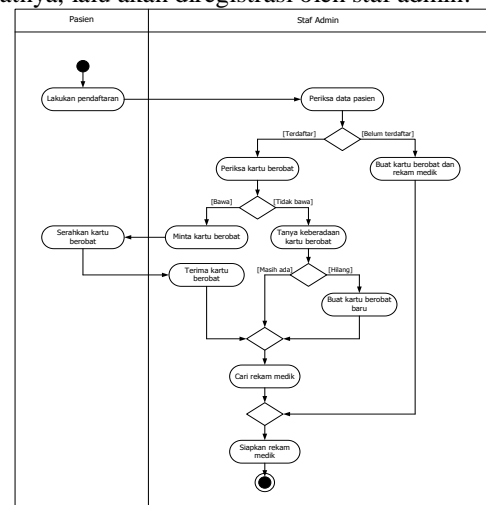 lalu akan diregistrasi oleh staf admin.
Pasien
Staf Admin
Lakukan pendaftaran
Periksa data pasien
[Terdaftar]
[Belum terdaftar]
Periksa kartu berobat
Buat kartu berobat dan
rekam medik
[Bawa]
[Tidak bawa]
Serahkan kartu
berobat
Minta kartu berobat
Tanya keberadaan
kartu berobat
Terima kartu
berobat
[Masih ada]
[Hilang]
Buat kartu berobat
baru
Cari rekam medik
Siapkan rekam
medik